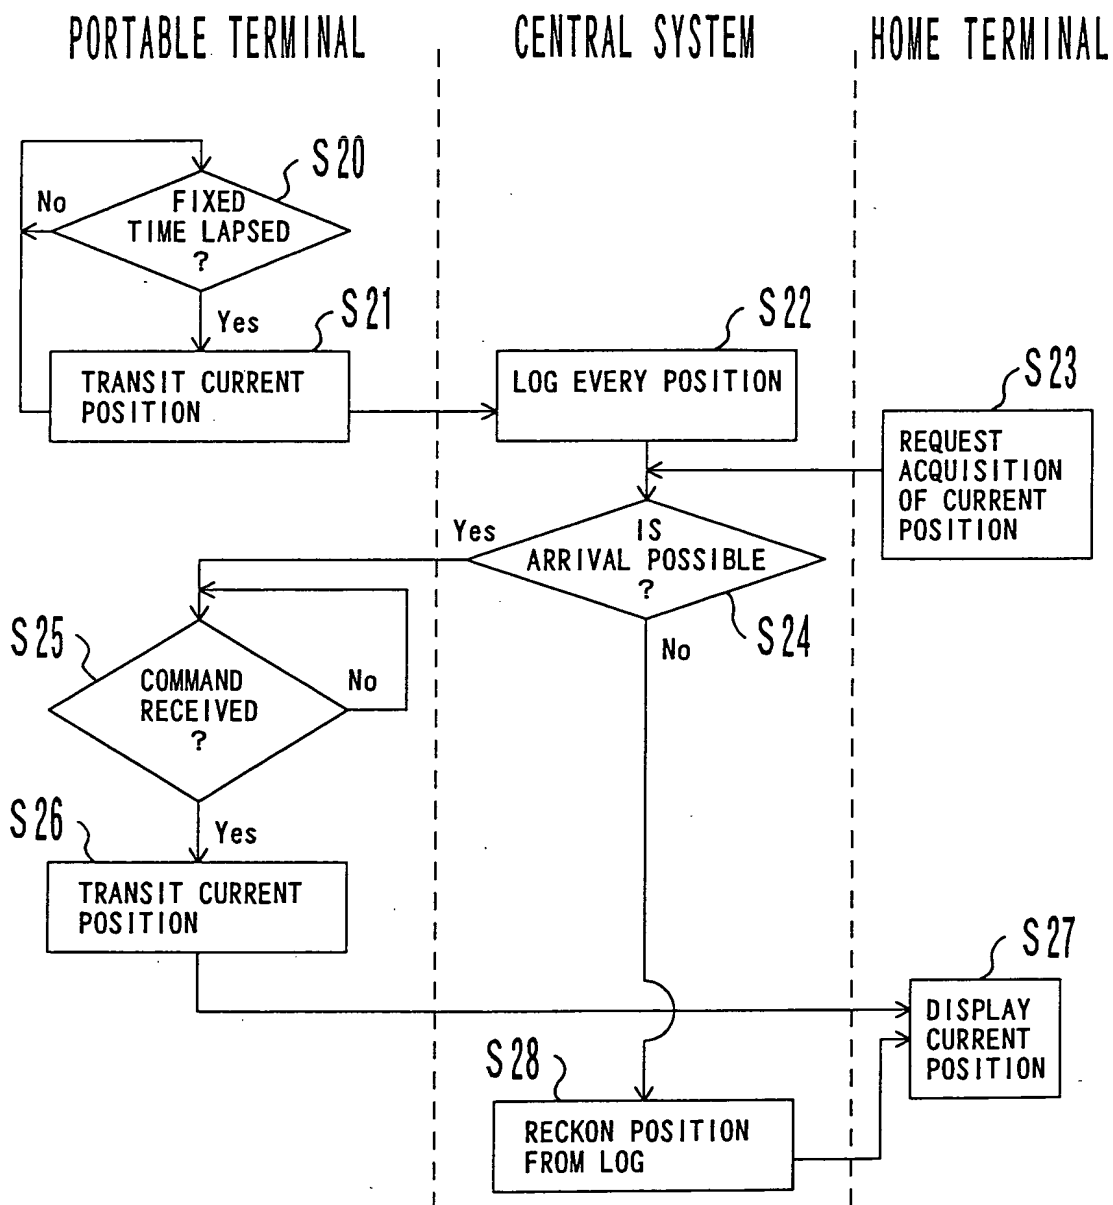 PORTABLE TERMINAL
CENTRAL SYSTEM
HOME TERMINAL
S20
No
FIXED
TIME LAPSED
?
Yes
S21
TRANSIT CURRENT
POSITION
S22
LOG EVERY POSITION
S23
REQUEST
ACQUISITION
OF CURRENT
POSITION
Yes
IS
ARRIVAL POSSIBLE
?
S24
No
S25
COMMAND
RECEIVED
?
No
S26
Yes
TRANSIT CURRENT
POSITION
S27
DISPLAY
CURRENT
POSITION
S28
RECKON POSITION
FROM LOG